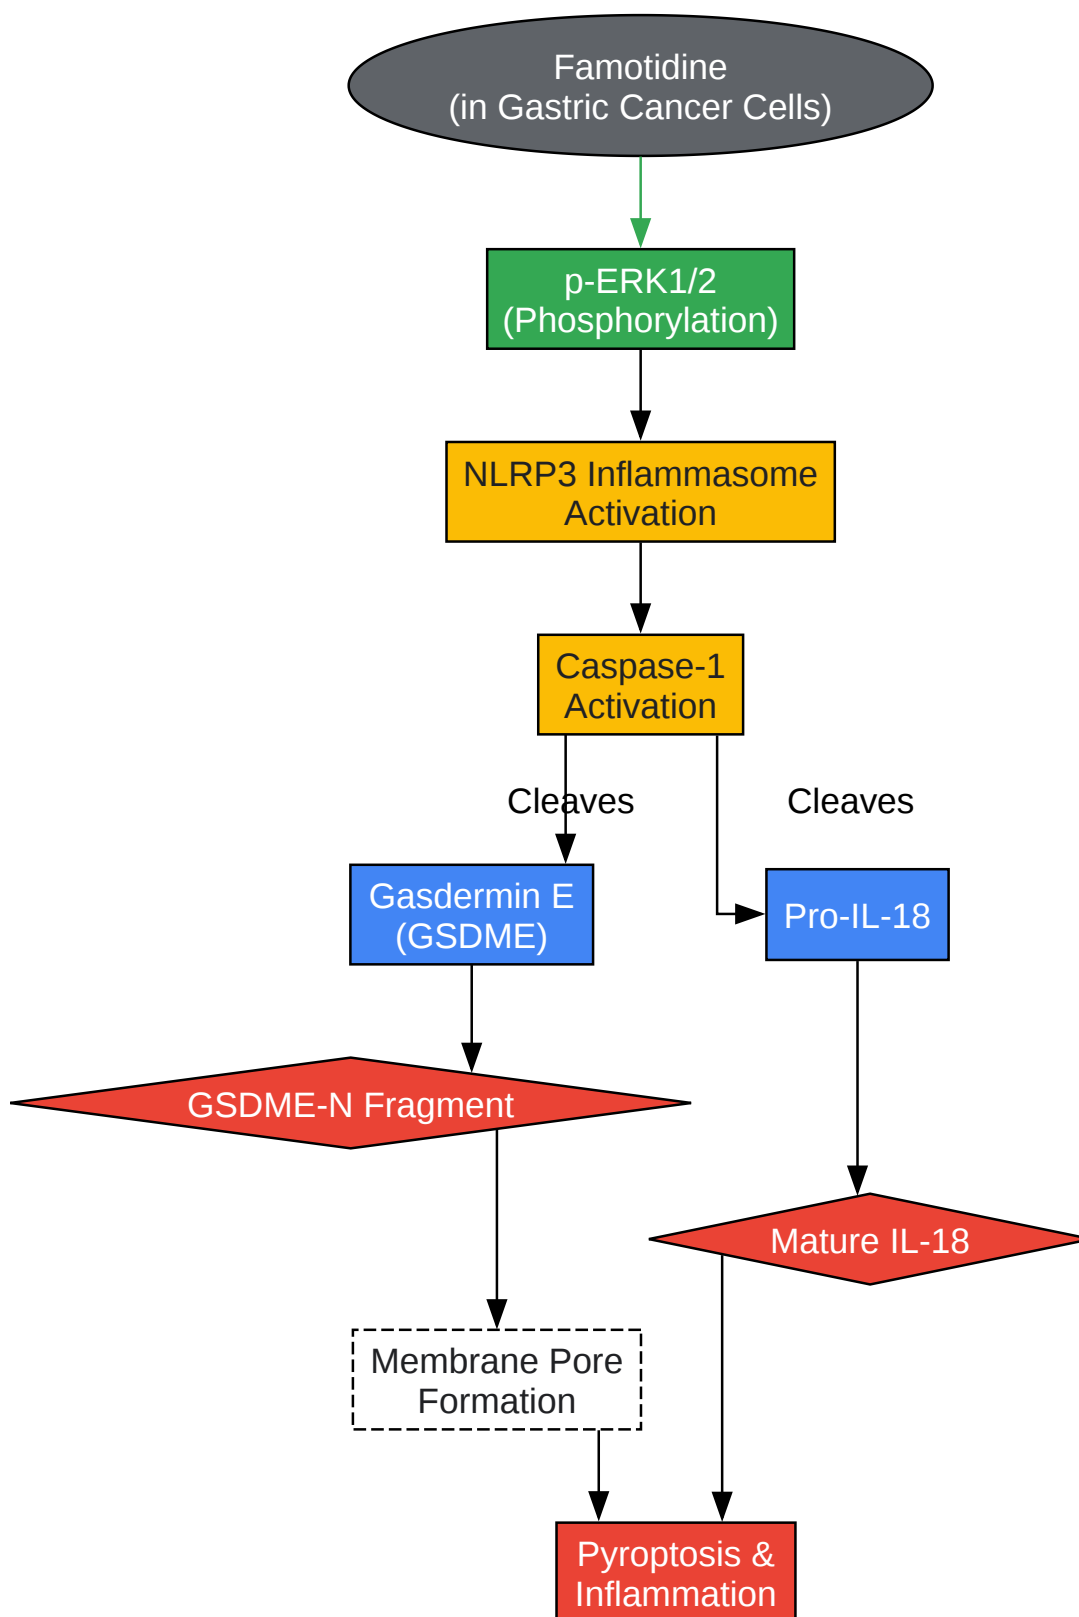 Famotidine
(in Gastric Cancer Cells)
p-ERK1/2
(Phosphorylation)
NLRP3 Inflammasome
Activation
Caspase-1
Activation
Cleaves
Cleaves
Gasdermin E
(GSDME)
Pro-IL-18
GSDME-N Fragment
Mature IL-18
Membrane Pore
Formation
Pyroptosis &
Inflammation